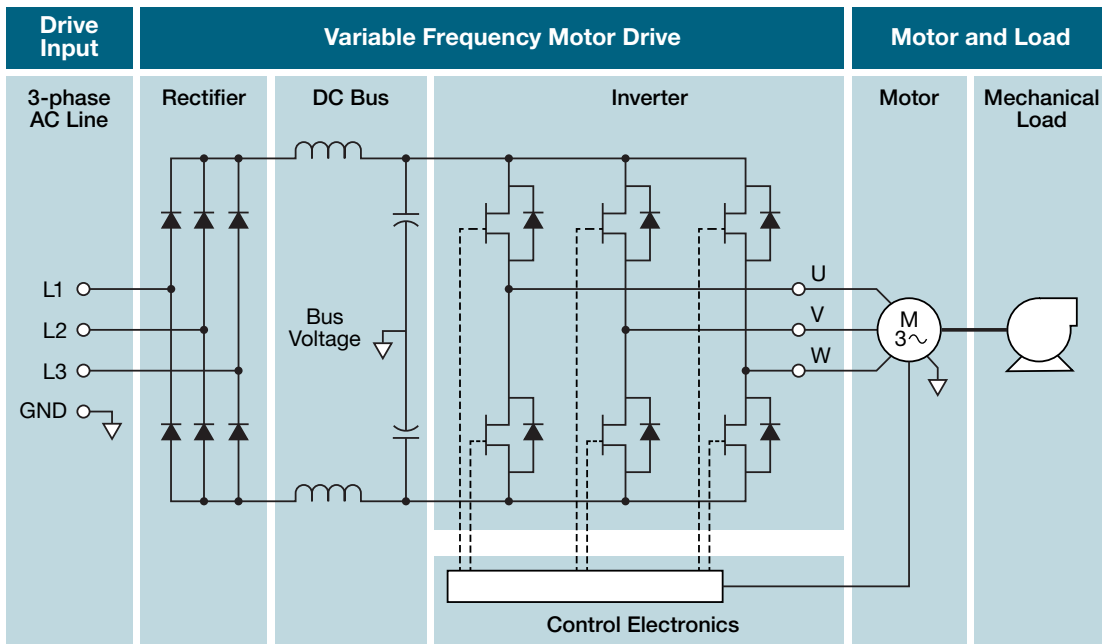 Drive
Input
Variable Frequency Motor Drive
Motor and Load
3-phase
AC Line
Rectifier
DC Bus
Inverter
Motor
Mechanical
Load
L1
L2
L3
GND
Bus
Voltage
U
V
W
M
3∿
Control Electronics